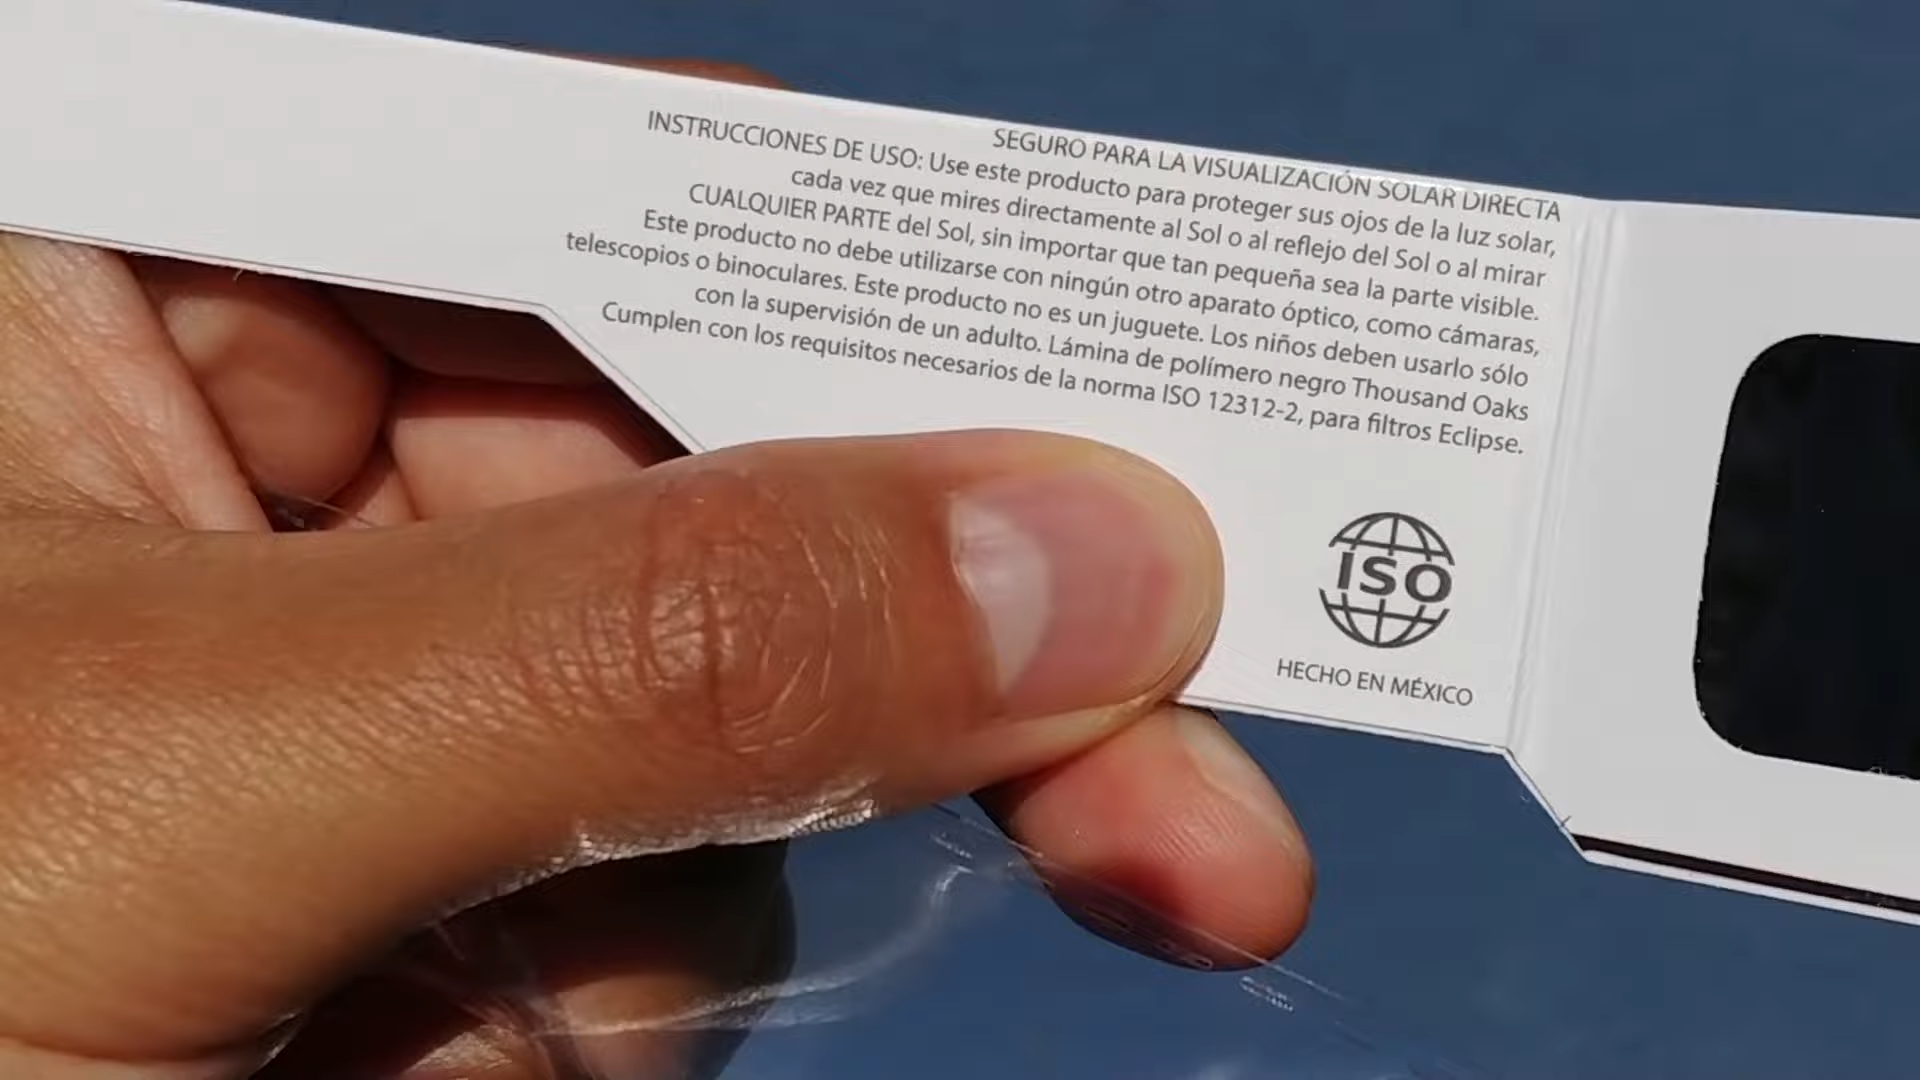 SEGURO PARA LA VISUALIZACIÓN SOLAR DIRECTA
INSTRUCCIONES DE USO: Use este producto para proteger sus ojos de la luz solar,
cada vez que mires directamente al Sol o al reflejo del Sol o al mirar
CUALQUIER PARTE del Sol, sin importar que tan pequeña sea la parte visible.
Este producto no debe utilizarse con ningún otro aparato óptico, como cámaras,
telescopios o binoculares. Este producto no es un juguete. Los niños deben usarlo sólo
con la supervisión de un adulto. Lámina de polímero negro Thousand Oaks
Cumplen con los requisitos necesarios de la norma ISO 12312-2, para filtros Eclipse.
ISO
HECHO EN MÉXICO